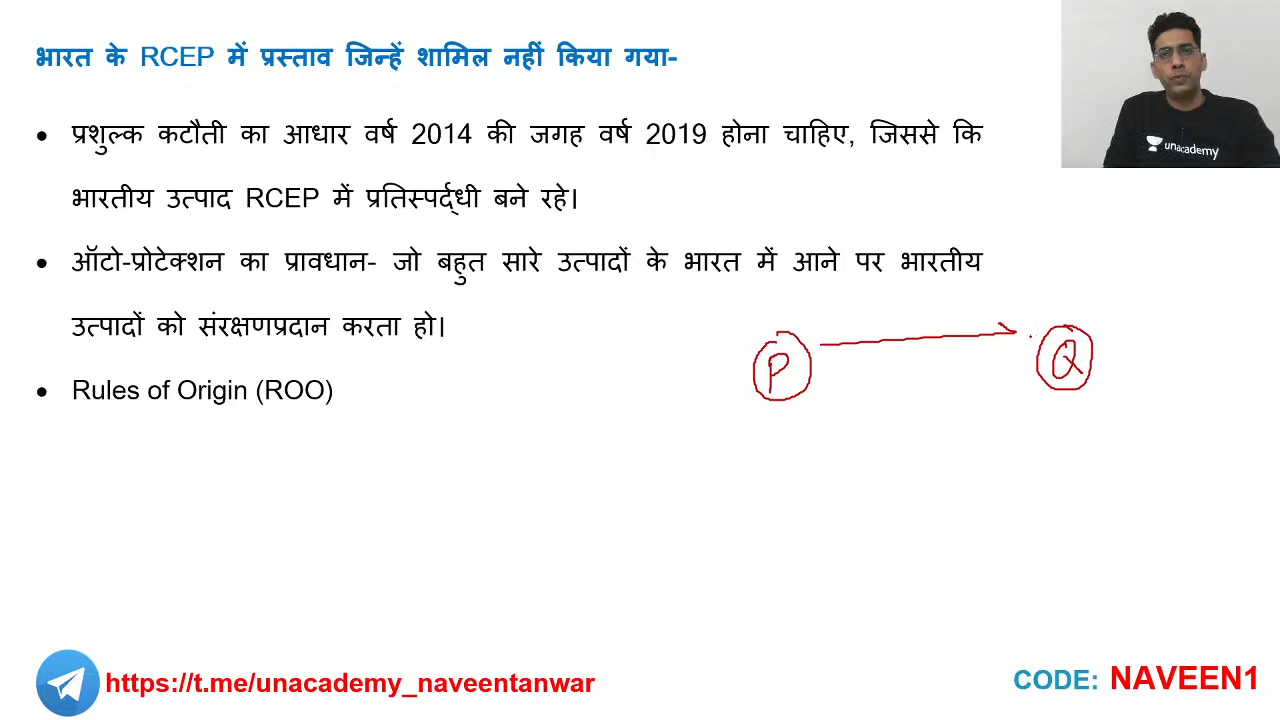 भारत के RCEP में प्रस्ताव जिन्हें शामिल नहीं किया गया-
unacademy
• प्रशुल्क कटौती का आधार वर्ष 2014 की जगह वर्ष 2019 होना चाहिए, जिससे कि
भारतीय उत्पाद RCEP में प्रतिस्पर्द्धी बने रहे।
• ऑटो-प्रोटेक्शन का प्रावधान- जो बहुत सारे उत्पादों के भारत में आने पर भारतीय
उत्पादों को संरक्षणप्रदान करता हो।
P Q
• Rules of Origin (ROO)
https://t.me/unacademy_naveentanwar
CODE: NAVEEN1